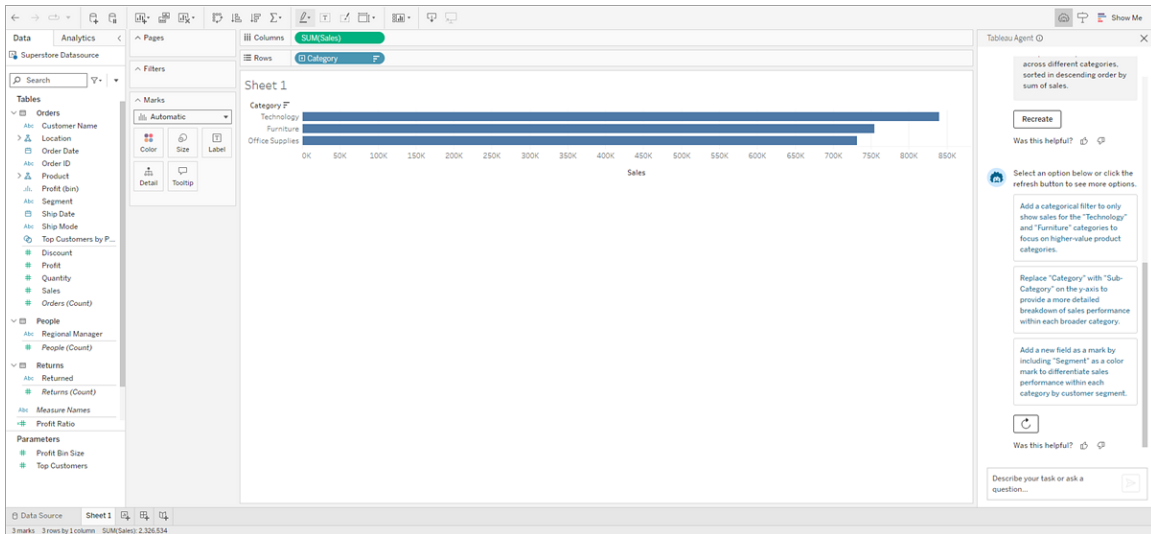 Show Me
Data
Analytics
Superstore Datasource
Search
Tables
Orders
Abc Customer Name
Location
Order Date
Abc Order ID
Product
Profit (bin)
Abc Segment
Ship Date
Abc Ship Mode
Top Customers by P...
# Discount
# Profit
# Quantity
# Sales
# Orders (Count)
People
Abc Regional Manager
# People (Count)
Returns
Abc Returned
# Returns (Count)
Abc Measure Names
=# Profit Ratio
Parameters
# Profit Bin Size
# Top Customers
Pages
Filters
Marks
Automatic
Color Size Label
Detail Tooltip
Columns SUM(Sales)
Rows Category
Sheet 1
Category
Technology
Furniture
Office Supplies
0K 50K 100K 150K 200K 250K 300K 350K 400K 450K 500K 550K 600K 650K 700K 750K 800K 850K
Sales
Tableau Agent
across different categories,
sorted in descending order by
sum of sales.
Recreate
Was this helpful?
Select an option below or click the
refresh button to see more options.
Add a categorical filter to only
show sales for the "Technology"
and "Furniture" categories to
focus on higher-value product
categories.
Replace "Category" with "Sub-
Category" on the y-axis to
provide a more detailed
breakdown of sales performance
within each broader category.
Add a new field as a mark by
including "Segment" as a color
mark to differentiate sales
performance within each
category by customer segment.
Was this helpful?
Describe your task or ask a
question...
Data Source Sheet 1
3 marks 3 rows by 1 column SUM(Sales): 2,326,534